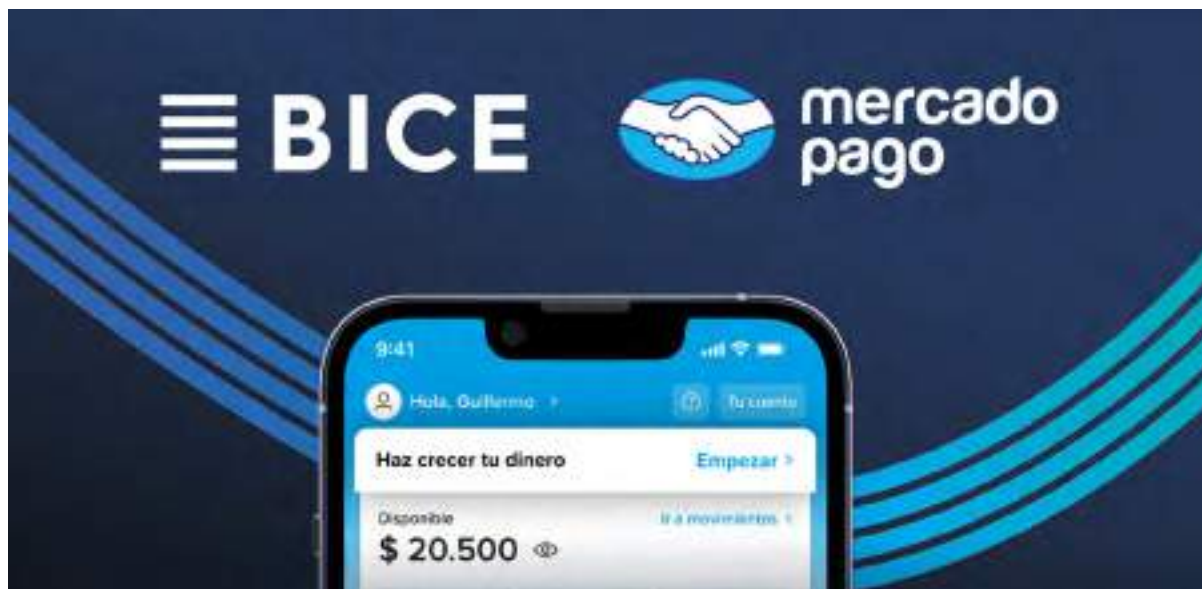 BICE
mercado
pago
9:41
Hola, Guillermo >
Tu cuenta
Haz crecer tu dinero
Empezar >
Disponible
Ir a movimientos >
$ 20.500